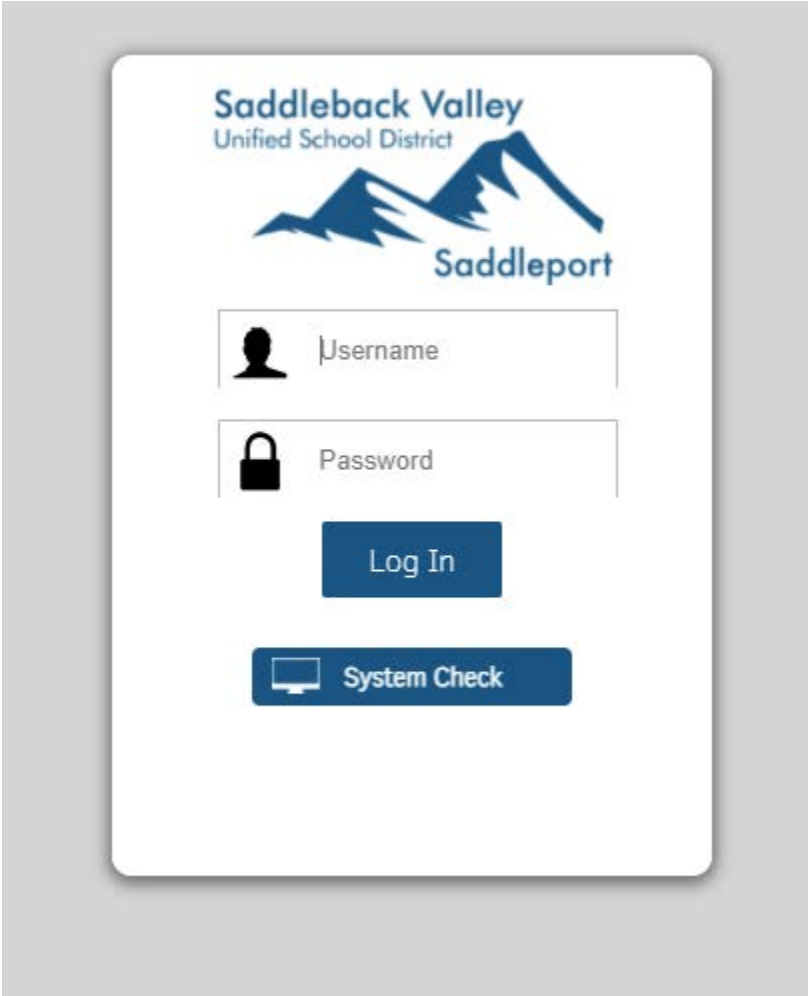 Saddleback Valley
Unified School District
Saddleport
Username
Password
Log In
System Check